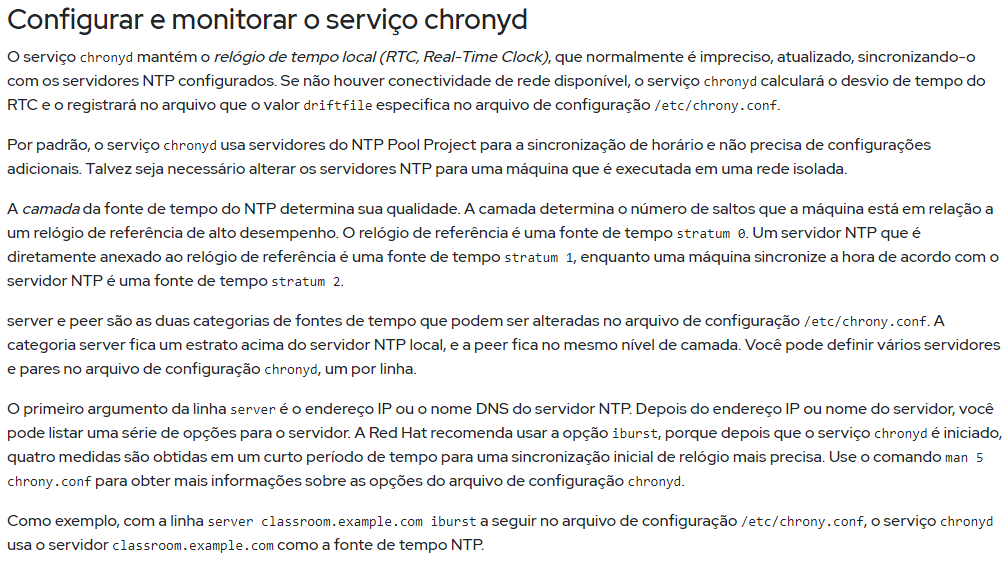 Configurar e monitorar o serviço chronyd
O serviço chronyd mantém o relógio de tempo local (RTC, Real-Time Clock), que normalmente é impreciso, atualizado, sincronizando-o
com os servidores NTP configurados. Se não houver conectividade de rede disponível, o serviço chronyd calculará o desvio de tempo do
RTC e o registrará no arquivo que o valor driftfile especifica no arquivo de configuração /etc/chrony.conf.
Por padrão, o serviço chronyd usa servidores do NTP Pool Project para a sincronização de horário e não precisa de configurações
adicionais. Talvez seja necessário alterar os servidores NTP para uma máquina que é executada em uma rede isolada.
A camada da fonte de tempo do NTP determina sua qualidade. A camada determina o número de saltos que a máquina está em relação a
um relógio de referência de alto desempenho. O relógio de referência é uma fonte de tempo stratum 0. Um servidor NTP que é
diretamente anexado ao relógio de referência é uma fonte de tempo stratum 1, enquanto uma máquina sincronize a hora de acordo com o
servidor NTP é uma fonte de tempo stratum 2.
server e peer são as duas categorias de fontes de tempo que podem ser alteradas no arquivo de configuração /etc/chrony.conf. A
categoria server fica um estrato acima do servidor NTP local, e a peer fica no mesmo nível de camada. Você pode definir vários servidores
e pares no arquivo de configuração chronyd, um por linha.
O primeiro argumento da linha server é o endereço IP ou o nome DNS do servidor NTP. Depois do endereço IP ou nome do servidor, você
pode listar uma série de opções para o servidor. A Red Hat recomenda usar a opção iburst, porque depois que o serviço chronyd é iniciado,
quatro medidas são obtidas em um curto período de tempo para uma sincronização inicial de relógio mais precisa. Use o comando man 5
chrony.conf para obter mais informações sobre as opções do arquivo de configuração chronyd.
Como exemplo, com a linha server classroom.example.com iburst a seguir no arquivo de configuração /etc/chrony.conf, o serviço chronyd
usa o servidor classroom.example.com como a fonte de tempo NTP.